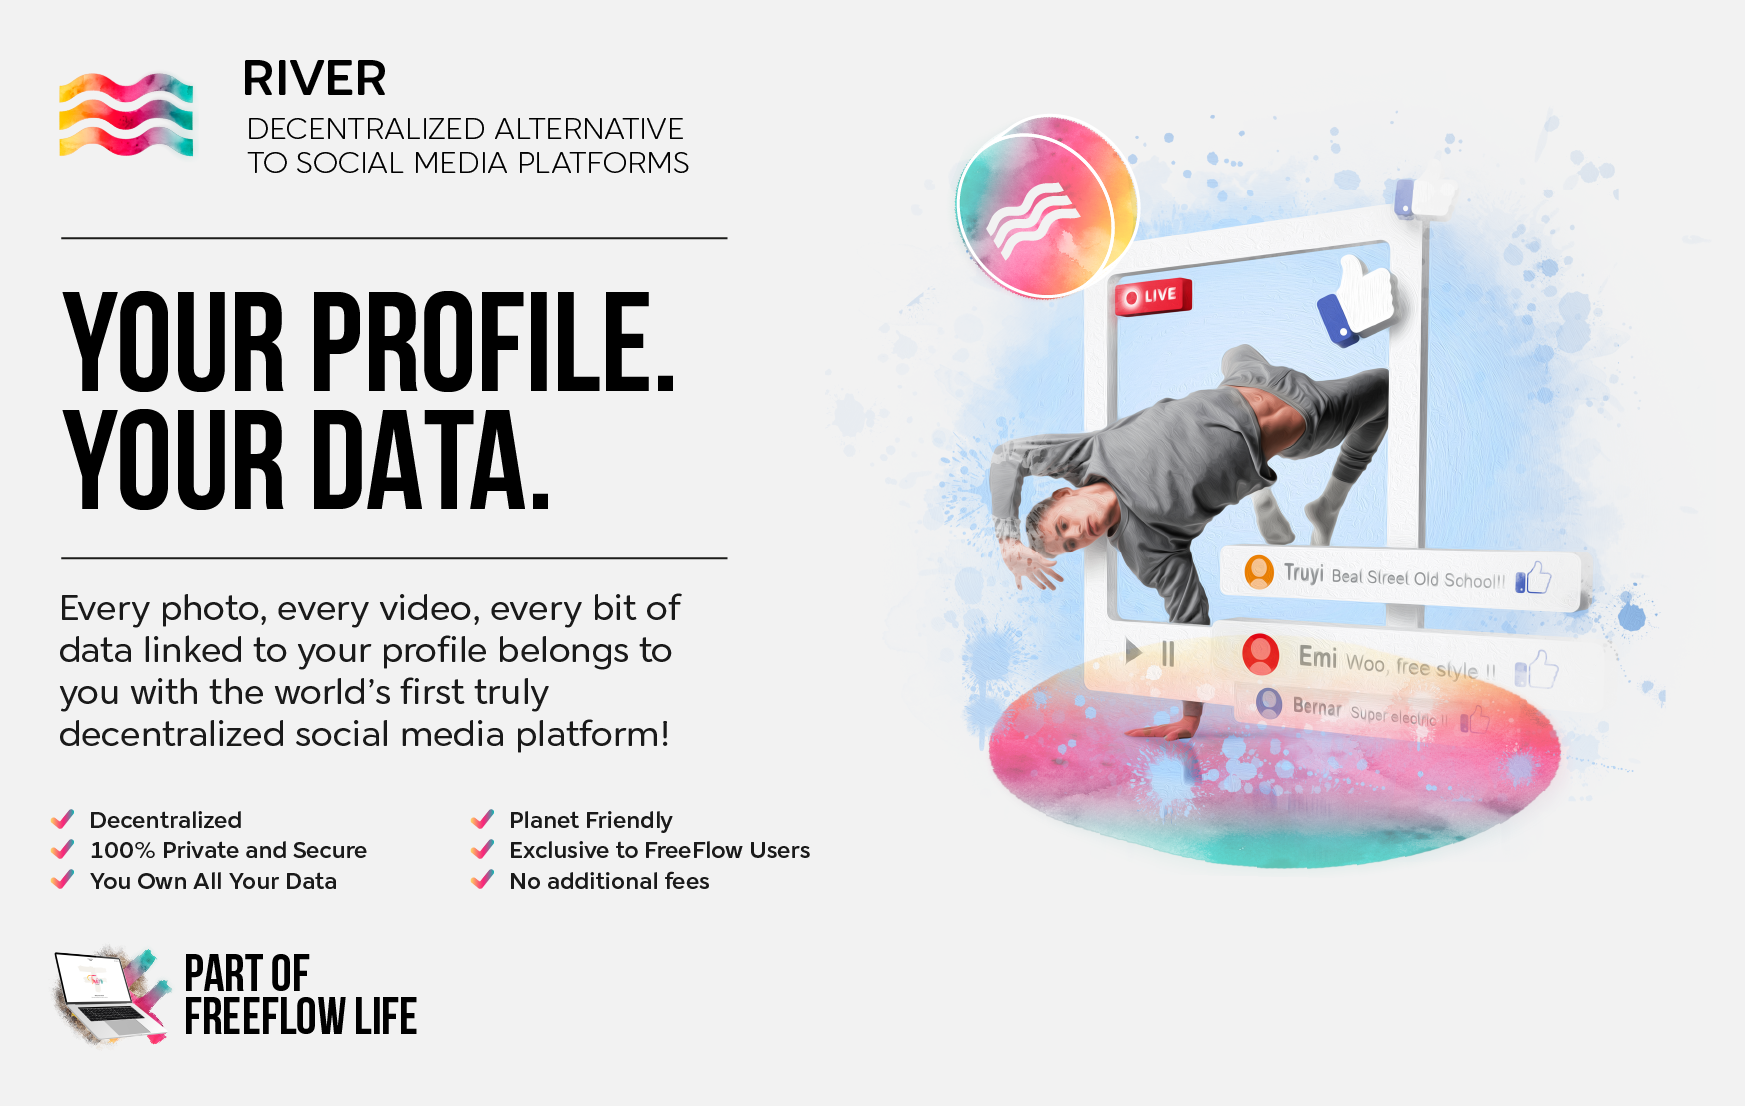 RIVER
DECENTRALIZED ALTERNATIVE
TO SOCIAL MEDIA PLATFORMS
YOUR PROFILE.
YOUR DATA.
Every photo, every video, every bit of
data linked to your profile belongs to
you with the world's first truly
decentralized social media platform!
Decentralized
100% Private and Secure
You Own All Your Data
Planet Friendly
Exclusive to FreeFlow Users
No additional fees
PART OF
FREEFLOW LIFE
LIVE
Truyi Beat Street Old School!!
Emi Woo, free style !!
Bernar Super electric !!